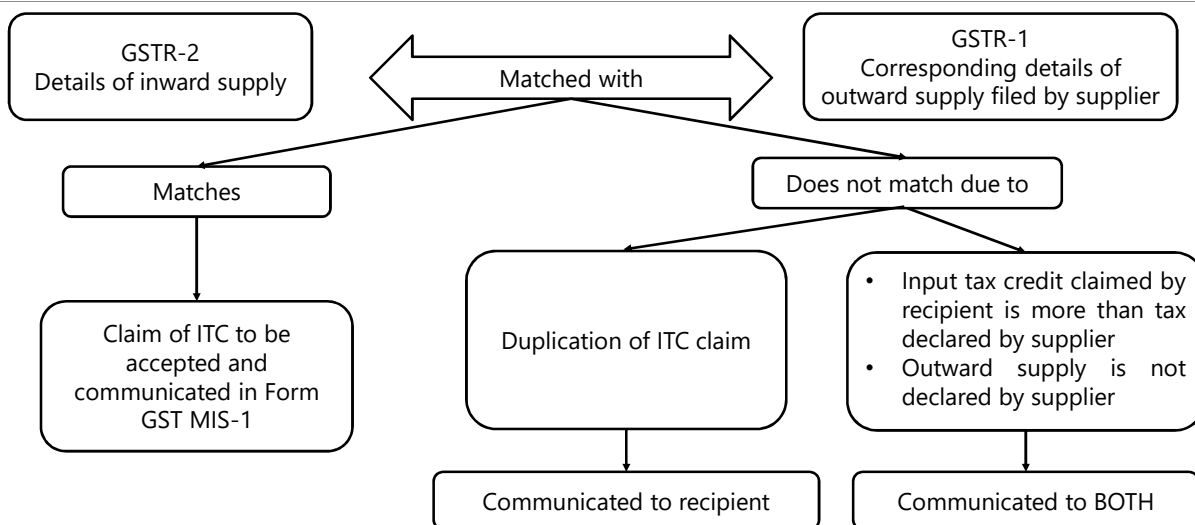 GSTR-2
Details of inward supply
Matched with
GSTR-1
Corresponding details of
outward supply filed by supplier
Matches
Does not match due to
Claim of ITC to be
accepted and
communicated in Form
GST MIS-1
Duplication of ITC claim
• Input tax credit claimed by
recipient is more than tax
declared by supplier
• Outward supply is not
declared by supplier
Communicated to recipient
Communicated to BOTH